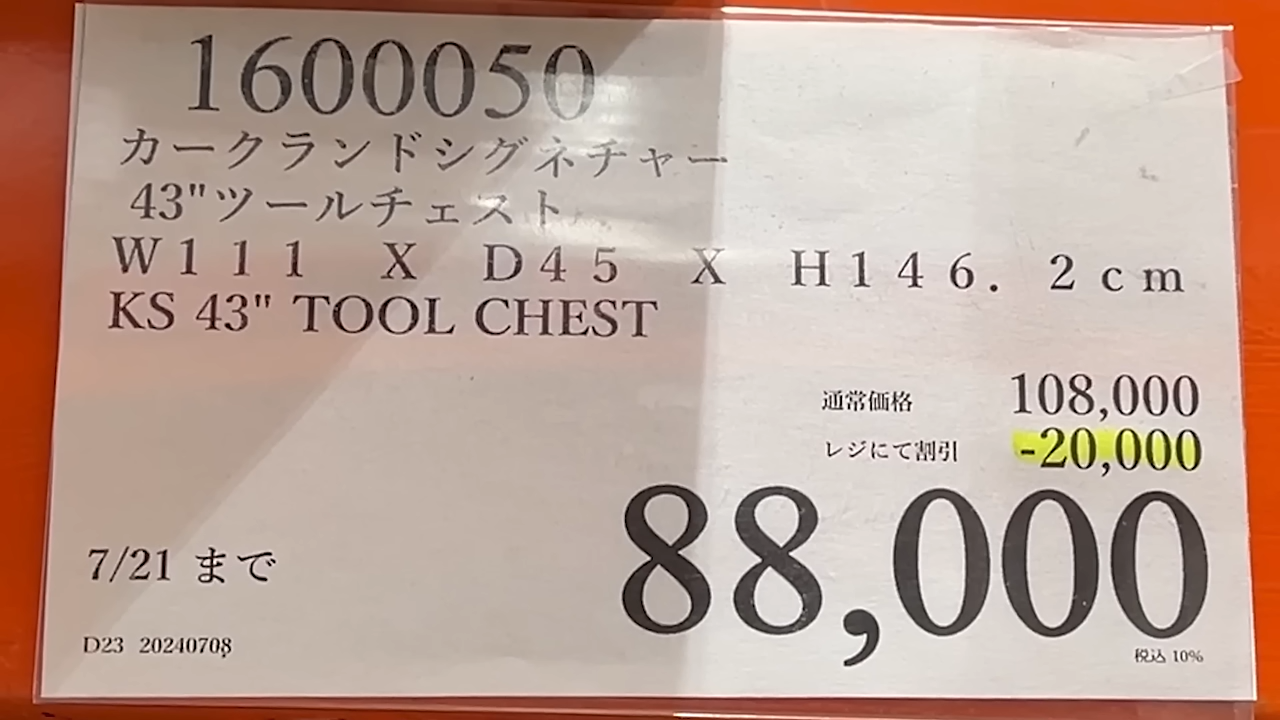 1600050
カークランドシグネチャー
43"ツールチェスト
W111 X D45 X H146. 2cm
KS 43" TOOL CHEST
通常価格 108,000
レジにて割引 -20,000
88,000
7/21 まで
税込 10%
D23 20240708